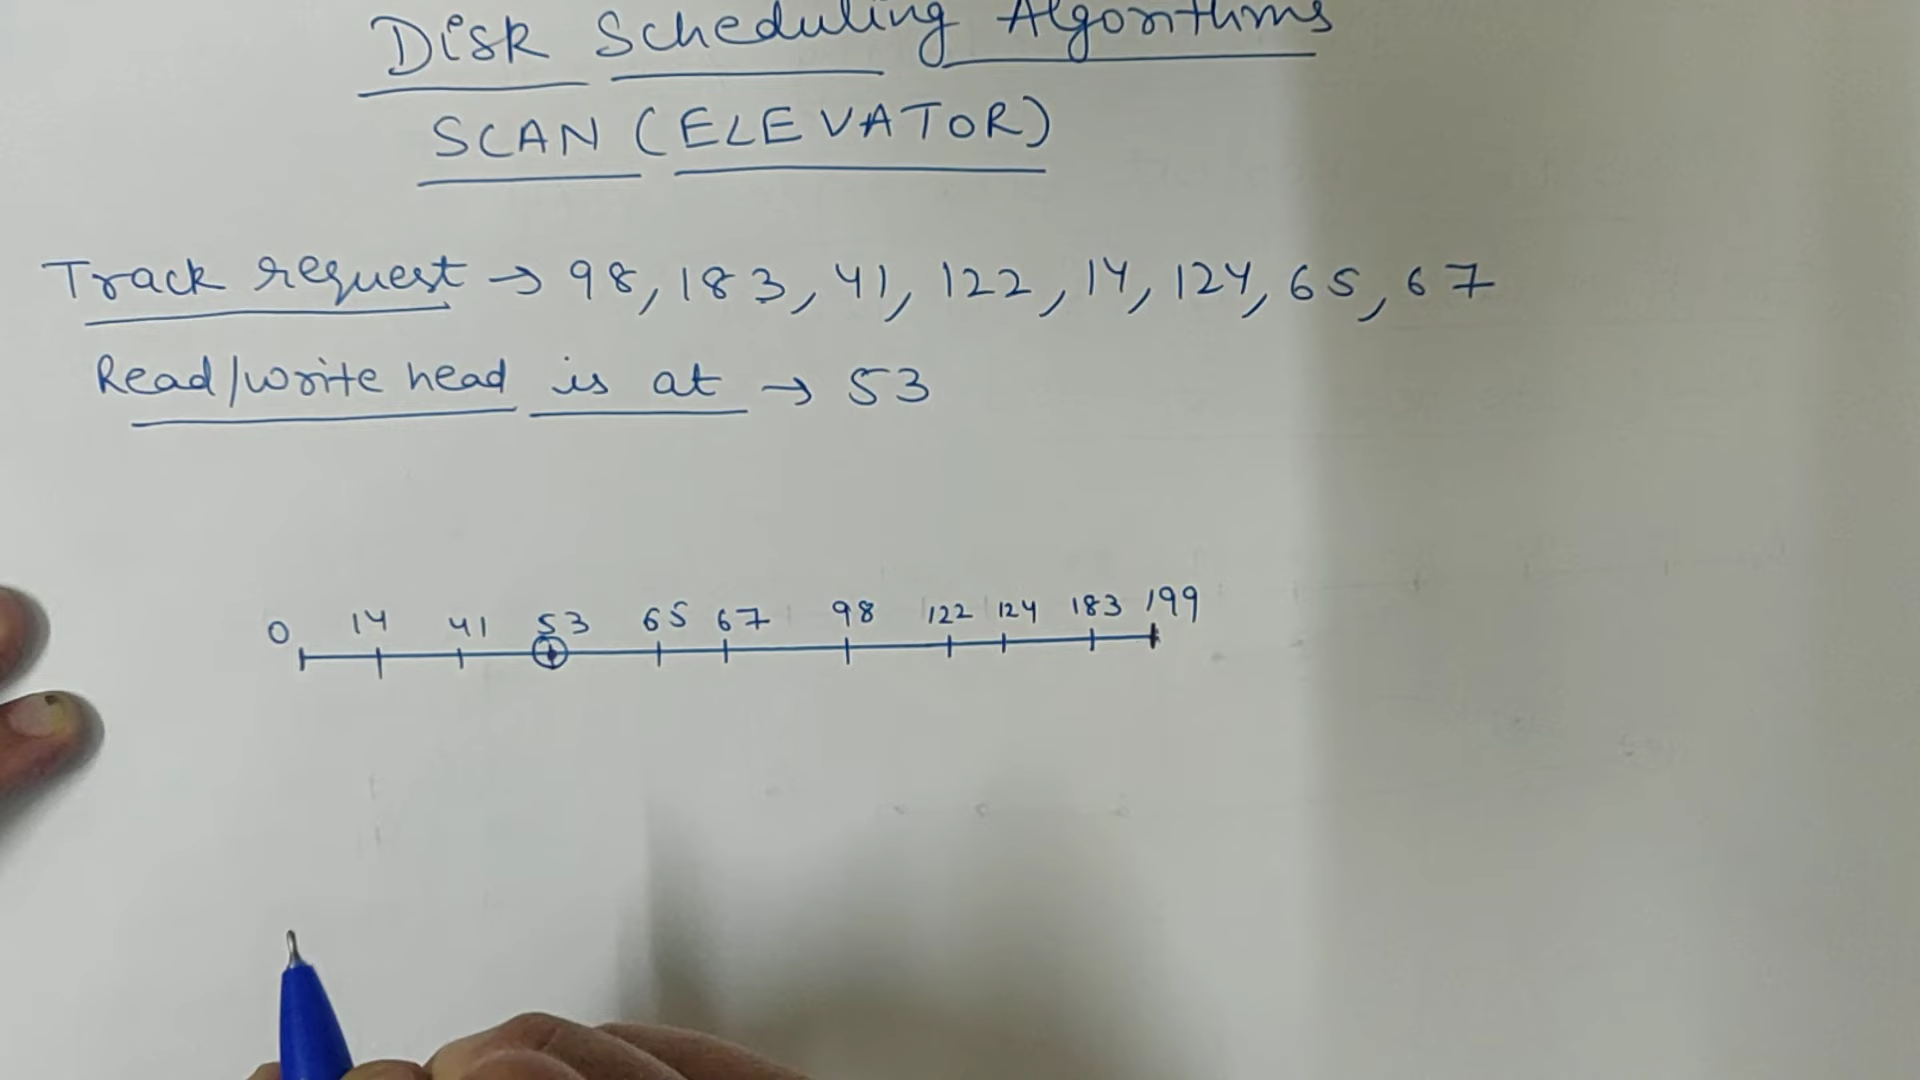 Disk Scheduling Algorithms
SCAN (ELEVATOR)
Track request → 98, 183, 41, 122, 14, 124, 65, 67
Read/write head is at → 53
0 14 41 53 65 67 98 122 124 183 199